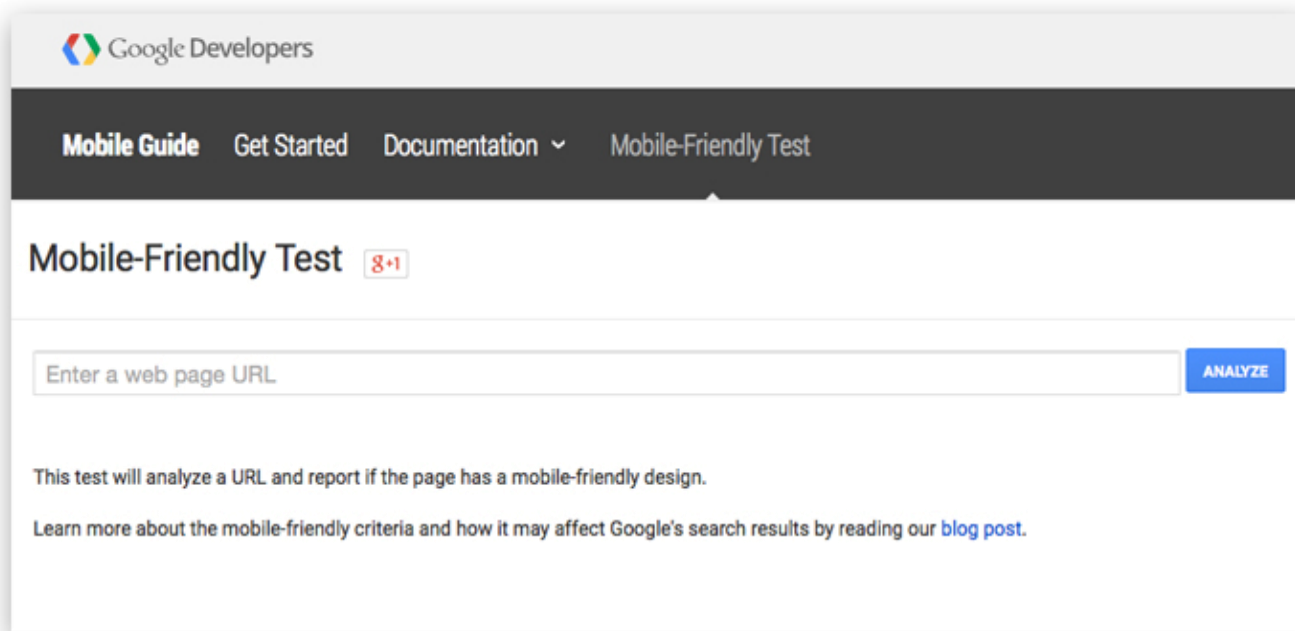 Google Developers
Mobile Guide Get Started Documentation Mobile-Friendly Test
Mobile-Friendly Test g+1
Enter a web page URL ANALYZE
This test will analyze a URL and report if the page has a mobile-friendly design.
Learn more about the mobile-friendly criteria and how it may affect Google's search results by reading our blog post.